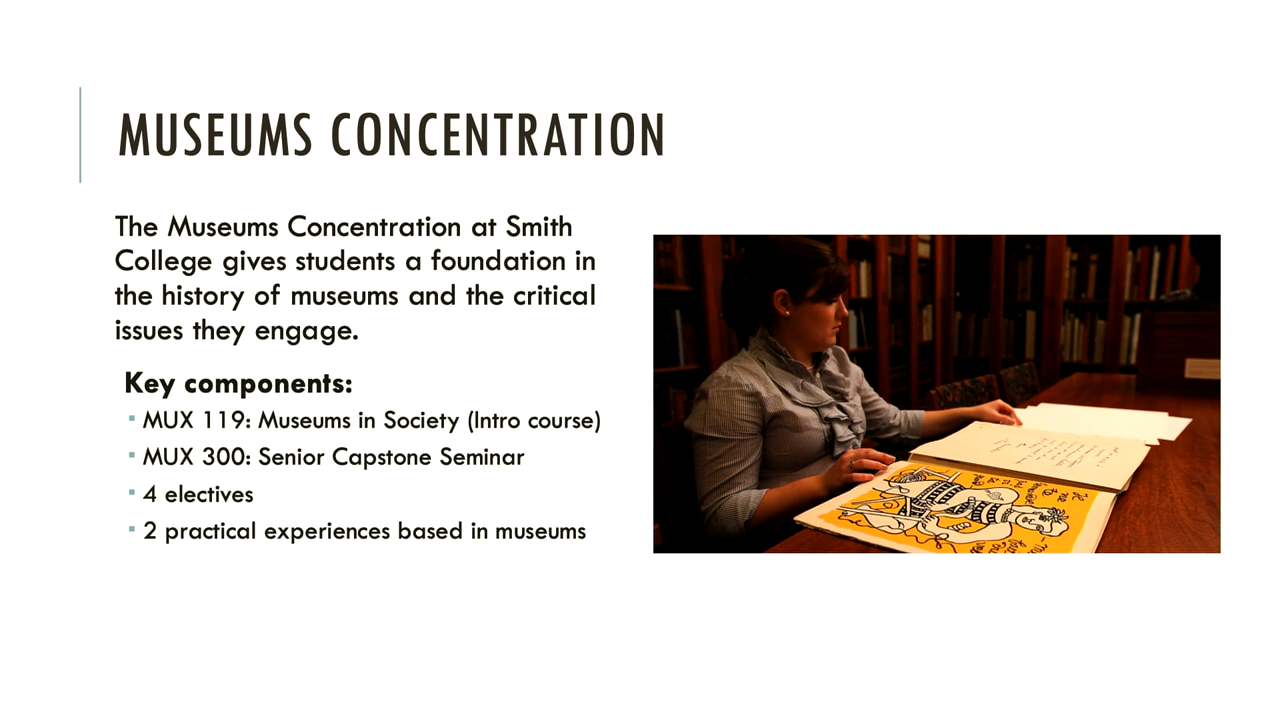 MUSEUMS CONCENTRATION
The Museums Concentration at Smith
College gives students a foundation in
the history of museums and the critical
issues they engage.
Key components:
▪ MUX 119: Museums in Society (Intro course)
▪ MUX 300: Senior Capstone Seminar
▪ 4 electives
▪ 2 practical experiences based in museums